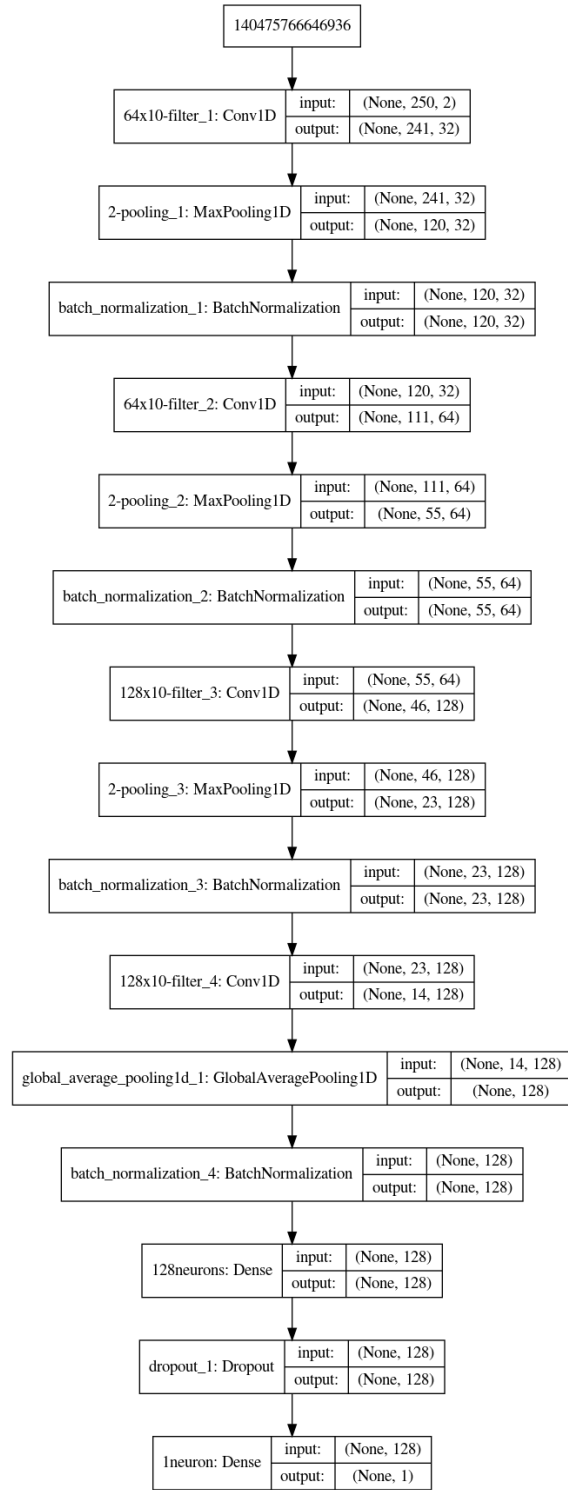 140475766646936
64x10-filter_1: Conv1D
input: (None, 250, 2)
output: (None, 241, 32)
2-pooling_1: MaxPooling1D
input: (None, 241, 32)
output: (None, 120, 32)
batch_normalization_1: BatchNormalization
input: (None, 120, 32)
output: (None, 120, 32)
64x10-filter_2: Conv1D
input: (None, 120, 32)
output: (None, 111, 64)
2-pooling_2: MaxPooling1D
input: (None, 111, 64)
output: (None, 55, 64)
batch_normalization_2: BatchNormalization
input: (None, 55, 64)
output: (None, 55, 64)
128x10-filter_3: Conv1D
input: (None, 55, 64)
output: (None, 46, 128)
2-pooling_3: MaxPooling1D
input: (None, 46, 128)
output: (None, 23, 128)
batch_normalization_3: BatchNormalization
input: (None, 23, 128)
output: (None, 23, 128)
128x10-filter_4: Conv1D
input: (None, 23, 128)
output: (None, 14, 128)
global_average_pooling1d_1: GlobalAveragePooling1D
input: (None, 14, 128)
output: (None, 128)
batch_normalization_4: BatchNormalization
input: (None, 128)
output: (None, 128)
128neurons: Dense
input: (None, 128)
output: (None, 128)
dropout_1: Dropout
input: (None, 128)
output: (None, 128)
1neuron: Dense
input: (None, 128)
output: (None, 1)